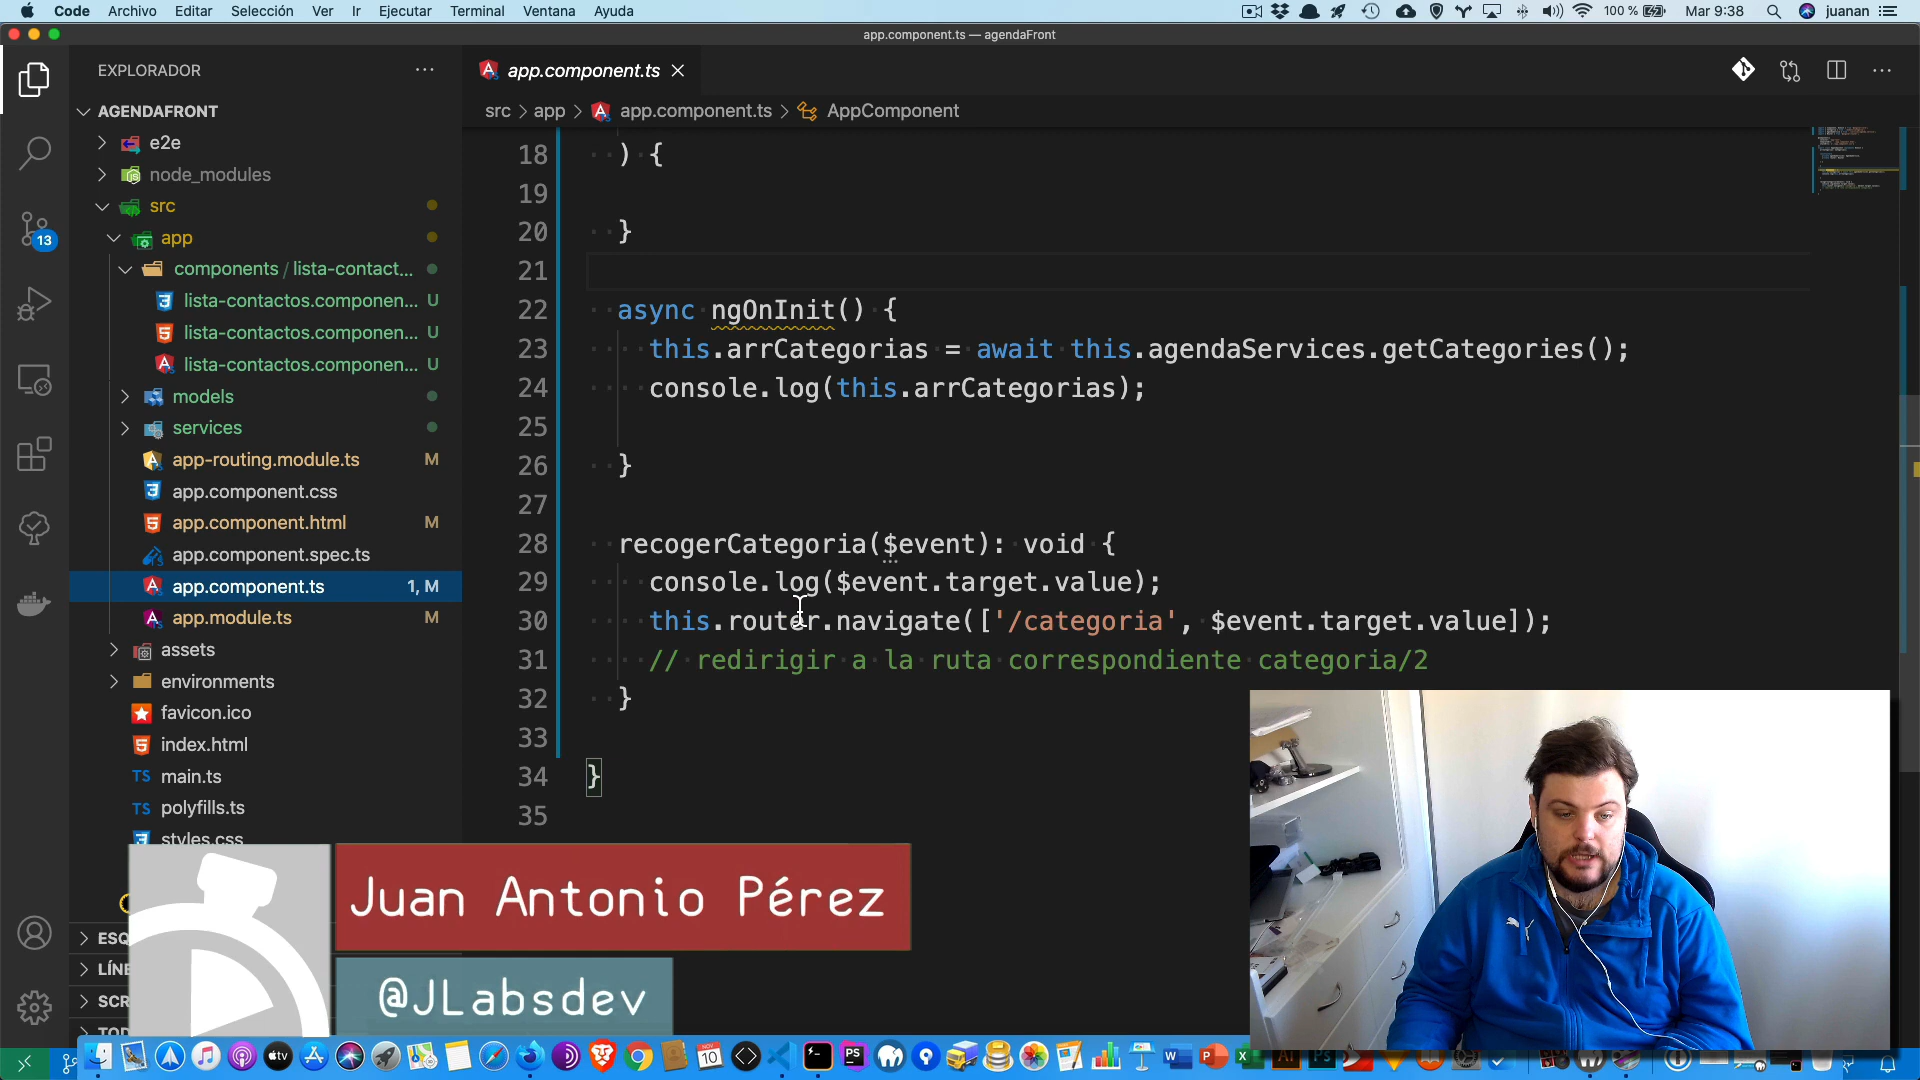 Code Archivo Editar Selección Ver Ir Ejecutar Terminal Ventana Ayuda 100 % Mar 9:38 juanan
app.component.ts — agendaFront
EXPLORADOR
AGENDAFRONT
e2e
node_modules
src
app
components / lista-contact...
lista-contactos.componen... U
lista-contactos.componen... U
lista-contactos.componen... U
models
services
app-routing.module.ts M
app.component.css
app.component.html M
app.component.spec.ts
app.component.ts 1, M
app.module.ts M
assets
environments
favicon.ico
index.html
TS main.ts
TS polyfills.ts
styles.css
ESQ
LÍNE
SCR
13
app.component.ts
src > app > app.component.ts > AppComponent
18 ) {
19
20 }
21
22 async ngOnInit() {
23 this.arrCategorias = await this.agendaServices.getCategories();
24 console.log(this.arrCategorias);
25
26 }
27
28 recogerCategoria($event): void {
29 console.log($event.target.value);
30 this.router.navigate(['/categoria', $event.target.value]);
31 // redirigir a la ruta correspondiente categoria/2
32 }
33
34 }
35
Juan Antonio Pérez
@JLabsdev